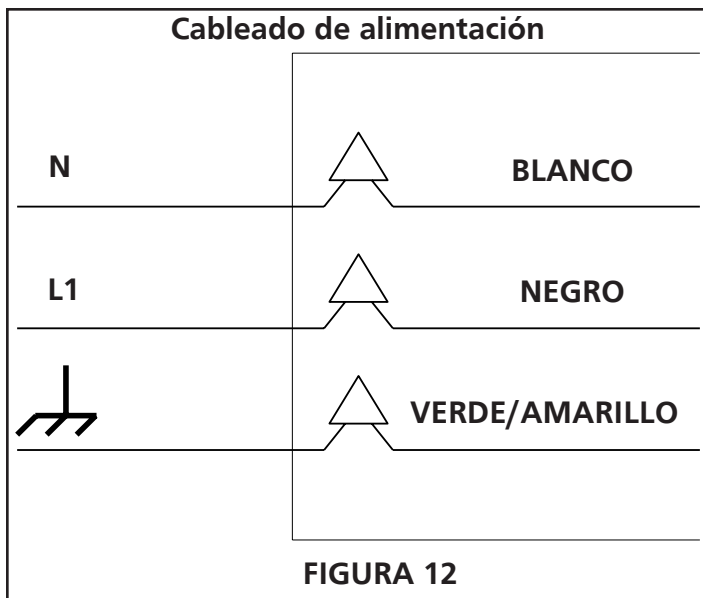 Cableado de alimentación
N
BLANCO
L1
NEGRO
VERDE/AMARILLO
FIGURA 12